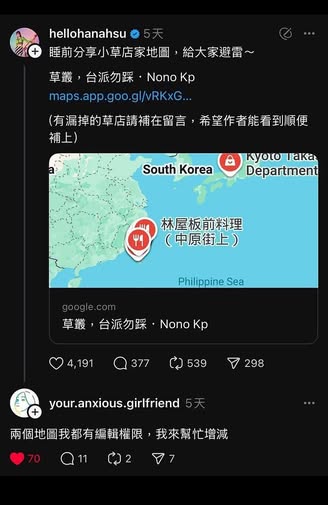 hellohanahsu 5天
睡前分享小草店家地圖，給大家避雷～
草叢，台派勿踩．Nono Kp
maps.app.goo.gl/vRKxG...
(有漏掉的草店請補在留言，希望作者能看到順便
補上）
South Korea
Kyoto Taka
Department
林屋板前料理
（中原街上）
Philippine Sea
google.com
草叢，台派勿踩．Nono Kp
4,191 377 539 298
your.anxious.girlfriend 5天
兩個地圖我都有編輯權限，我來幫忙增減
70 11 2 7